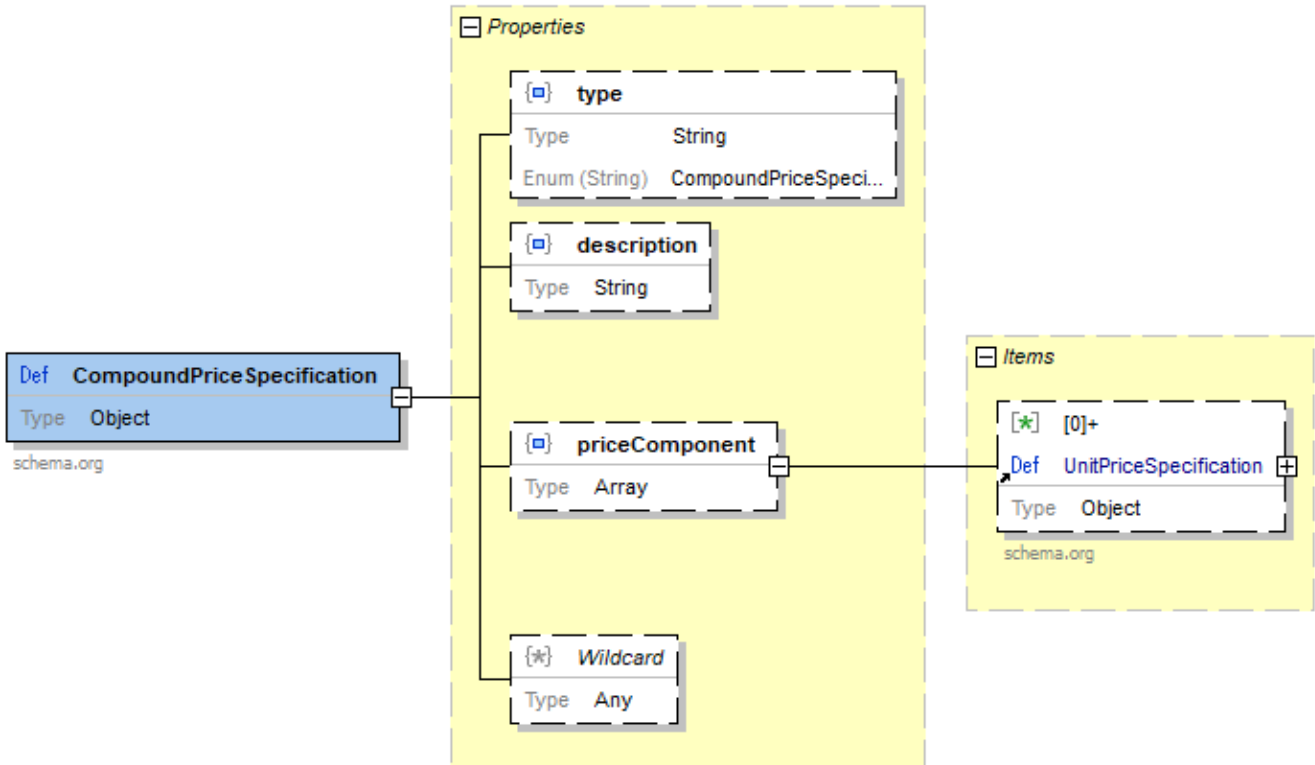 Properties
type
Type String
Enum (String) CompoundPriceSpeci...
description
Type String
Def CompoundPriceSpecification
Type Object
schema.org
priceComponent
Type Array
Items
[*] [0]+
Def UnitPriceSpecification
Type Object
schema.org
{*} Wildcard
Type Any